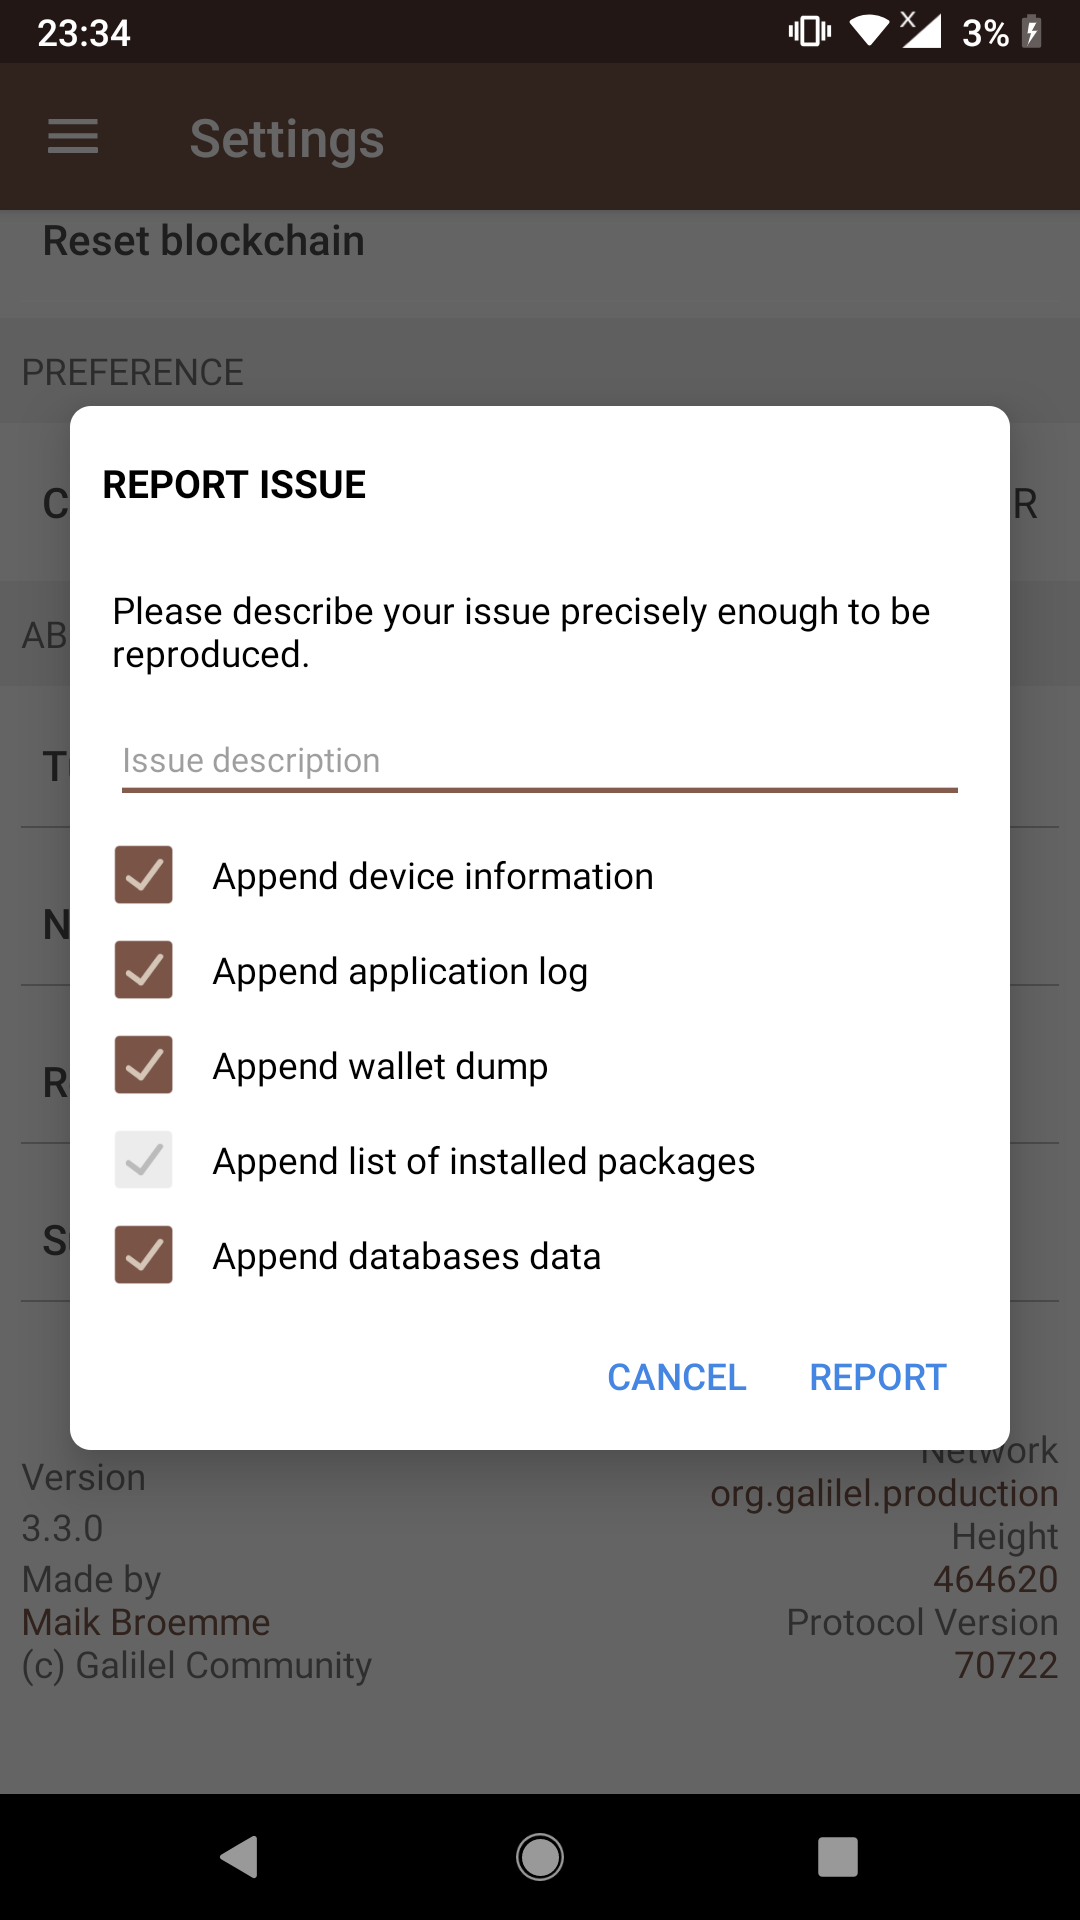 23:34
3%
Settings
Reset blockchain
PREFERENCE
REPORT ISSUE
Please describe your issue precisely enough to be
reproduced.
Issue description
Append device information
Append application log
Append wallet dump
Append list of installed packages
Append databases data
CANCEL REPORT
Network
Version
org.galilel.production
3.3.0
Height
Made by
464620
Maik Broemme
Protocol Version
(c) Galilel Community
70722